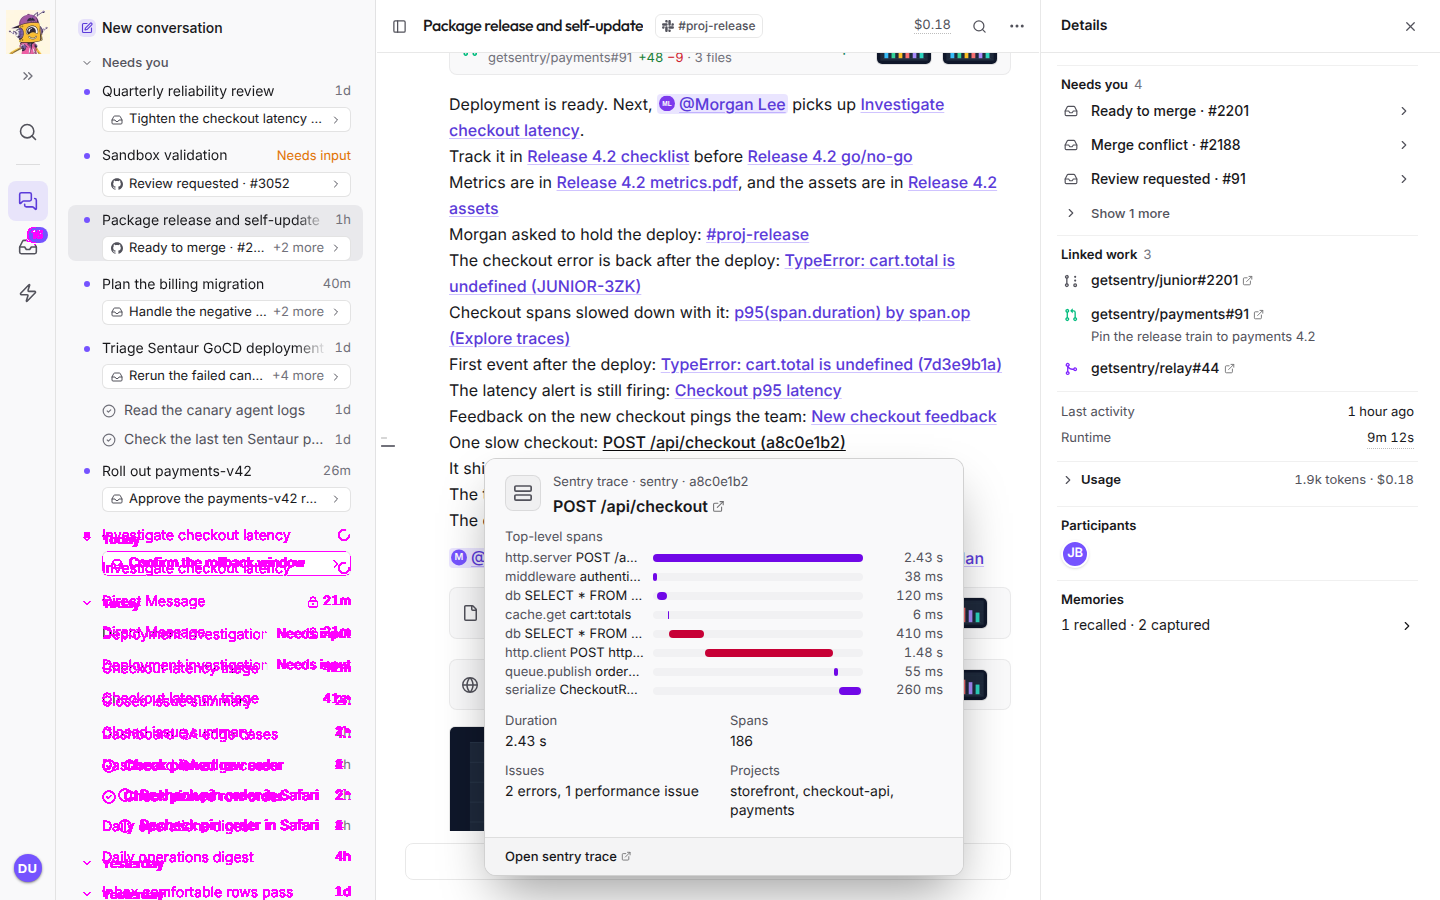 New conversation
Needs you
Quarterly reliability review 1d
Tighten the checkout latency ...
Sandbox validation Needs input
Review requested · #3052
Package release and self-update 1h
Ready to merge · #2... +2 more
Plan the billing migration 40m
Handle the negative ... +2 more
Triage Sentaur GoCD deployment 1d
Rerun the failed can... +4 more
Read the canary agent logs 1d
Check the last ten Sentaur p... 1d
Roll out payments-v42 26m
Approve the payments-v42 r...
Investigate checkout latency
Direct Message 21m
Daily operations digest 4h
Yesterday
DU
Package release and self-update #proj-release $0.18
getsentry/payments#91 +48 −9 · 3 files
Deployment is ready. Next, ML @Morgan Lee picks up Investigate
checkout latency.
Track it in Release 4.2 checklist before Release 4.2 go/no-go
Metrics are in Release 4.2 metrics.pdf, and the assets are in Release 4.2
assets
Morgan asked to hold the deploy: #proj-release
The checkout error is back after the deploy: TypeError: cart.total is
undefined (JUNIOR-3ZK)
Checkout spans slowed down with it: p95(span.duration) by span.op
(Explore traces)
First event after the deploy: TypeError: cart.total is undefined (7d3e9b1a)
The latency alert is still firing: Checkout p95 latency
Feedback on the new checkout pings the team: New checkout feedback
One slow checkout: POST /api/checkout (a8c0e1b2)
It
The
The
M @
Sentry trace · sentry · a8c0e1b2
POST /api/checkout
Top-level spans
http.server POST /a... 2.43 s
middleware authenti... 38 ms
db SELECT * FROM ... 120 ms
cache.get cart:totals 6 ms
db SELECT * FROM ... 410 ms
http.client POST http... 1.48 s
queue.publish order... 55 ms
serialize CheckoutR... 260 ms
Duration Spans
2.43 s 186
Issues Projects
2 errors, 1 performance issue storefront, checkout-api,
payments
Open sentry trace
Details
Needs you 4
Ready to merge · #2201
Merge conflict · #2188
Review requested · #91
Show 1 more
Linked work 3
getsentry/junior#2201
getsentry/payments#91
Pin the release train to payments 4.2
getsentry/relay#44
Last activity 1 hour ago
Runtime 9m 12s
Usage 1.9k tokens · $0.18
Participants
JB
Memories
1 recalled · 2 captured